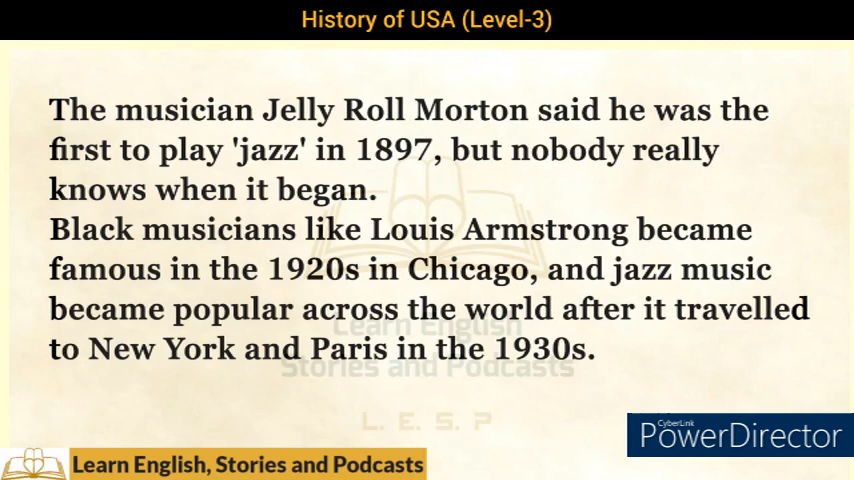 History of USA (Level-3)
The musician Jelly Roll Morton said he was the
first to play 'jazz' in 1897, but nobody really
knows when it began.
Black musicians like Louis Armstrong became
famous in the 1920s in Chicago, and jazz music
became popular across the world after it travelled
to New York and Paris in the 1930s.
Learn English
Stories and Podcasts
L. E. S. P
CyberLink
PowerDirector
Learn English, Stories and Podcasts